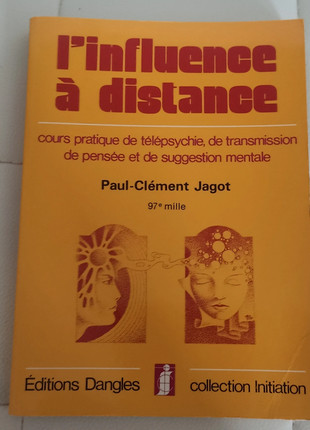 l'influence
à distance
cours pratique de télépsychie, de transmission
de pensée et de suggestion mentale
Paul-Clément Jagot
97e mille
Éditions Dangles
collection Initiation